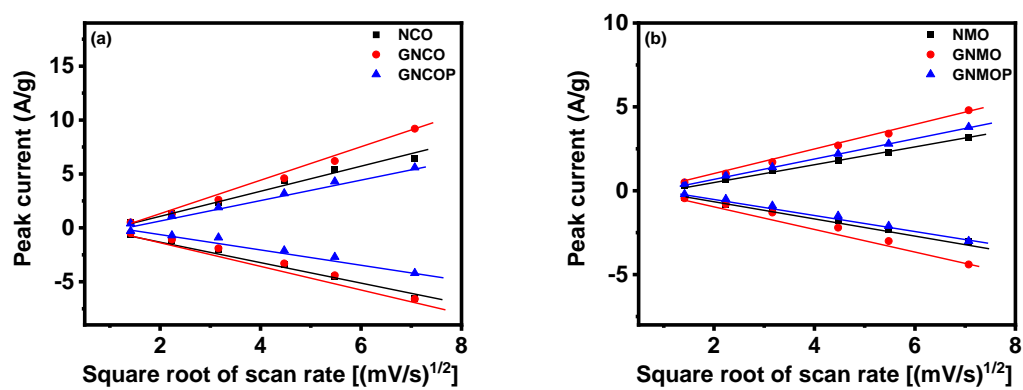 (a)
NCO
GNCO
GNCOP
Peak current (A/g)
15
10
5
0
-5
2
4
6
8
Square root of scan rate [(mV/s)^1/2]
(b)
NMO
GNMO
GNMOP
Peak current (A/g)
10
5
0
-5
2
4
6
8
Square root of scan rate [(mV/s)^1/2]